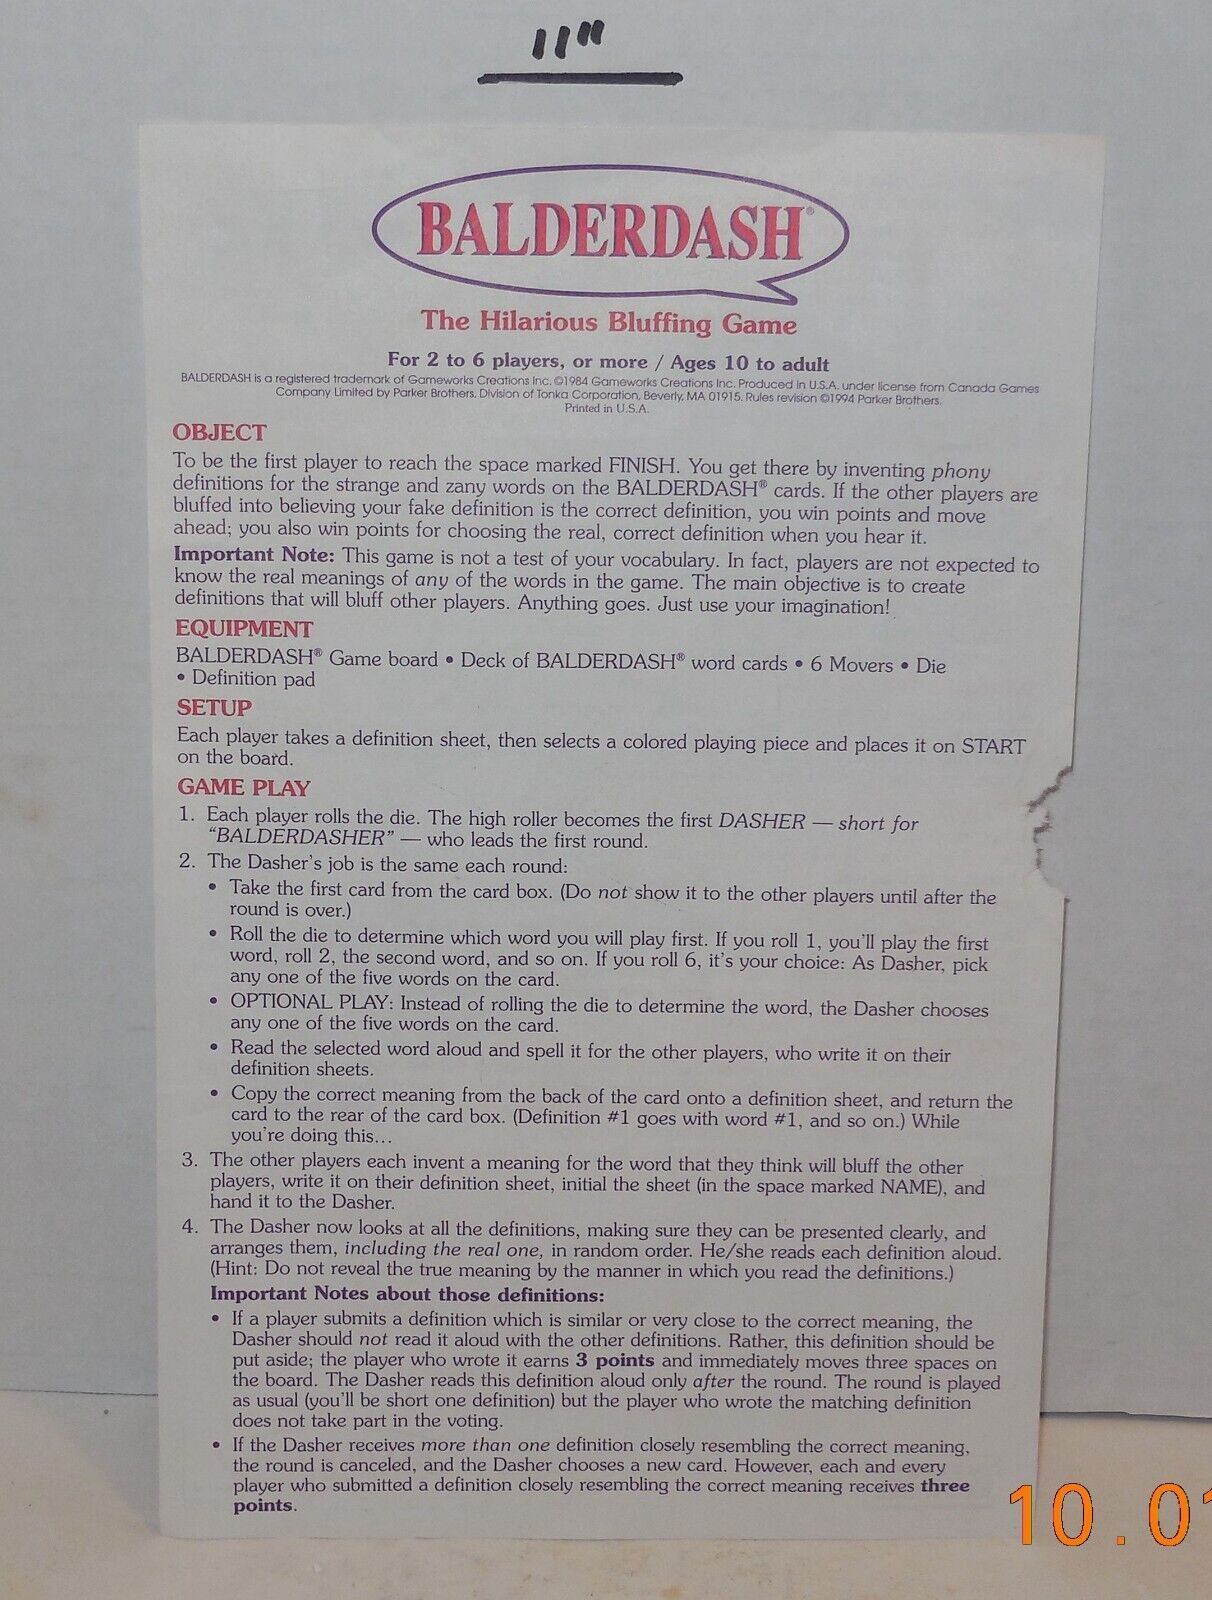 11"
BALDERDASH®
The Hilarious Bluffing Game
For 2 to 6 players, or more / Ages 10 to adult
BALDERDASH is a registered trademark of Gameworks Creations Inc. ©1984 Gameworks Creations Inc. Produced in U.S.A. under license from Canada Games
Company Limited by Parker Brothers, Division of Tonka Corporation, Beverly, MA 01915. Rules revision ©1994 Parker Brothers.
Printed in U.S.A.
OBJECT
To be the first player to reach the space marked FINISH. You get there by inventing phony
definitions for the strange and zany words on the BALDERDASH® cards. If the other players are
bluffed into believing your fake definition is the correct definition, you win points and move
ahead; you also win points for choosing the real, correct definition when you hear it.
Important Note: This game is not a test of your vocabulary. In fact, players are not expected to
know the real meanings of any of the words in the game. The main objective is to create
definitions that will bluff other players. Anything goes. Just use your imagination!
EQUIPMENT
BALDERDASH® Game board • Deck of BALDERDASH® word cards • 6 Movers • Die
• Definition pad
SETUP
Each player takes a definition sheet, then selects a colored playing piece and places it on START
on the board.
GAME PLAY
1. Each player rolls the die. The high roller becomes the first DASHER — short for
"BALDERDASHER" — who leads the first round.
2. The Dasher's job is the same each round:
• Take the first card from the card box. (Do not show it to the other players until after the
round is over.)
• Roll the die to determine which word you will play first. If you roll 1, you'll play the first
word, roll 2, the second word, and so on. If you roll 6, it's your choice: As Dasher, pick
any one of the five words on the card.
• OPTIONAL PLAY: Instead of rolling the die to determine the word, the Dasher chooses
any one of the five words on the card.
• Read the selected word aloud and spell it for the other players, who write it on their
definition sheets.
• Copy the correct meaning from the back of the card onto a definition sheet, and return the
card to the rear of the card box. (Definition #1 goes with word #1, and so on.) While
you're doing this...
3. The other players each invent a meaning for the word that they think will bluff the other
players, write it on their definition sheet, initial the sheet (in the space marked NAME), and
hand it to the Dasher.
4. The Dasher now looks at all the definitions, making sure they can be presented clearly, and
arranges them, including the real one, in random order. He/she reads each definition aloud.
(Hint: Do not reveal the true meaning by the manner in which you read the definitions.)
Important Notes about those definitions:
• If a player submits a definition which is similar or very close to the correct meaning, the
Dasher should not read it aloud with the other definitions. Rather, this definition should be
put aside; the player who wrote it earns 3 points and immediately moves three spaces on
the board. The Dasher reads this definition aloud only after the round. The round is played
as usual (you'll be short one definition) but the player who wrote the matching definition
does not take part in the voting.
• If the Dasher receives more than one definition closely resembling the correct meaning,
the round is canceled, and the Dasher chooses a new card. However, each and every
player who submitted a definition closely resembling the correct meaning receives three
points.
10.01